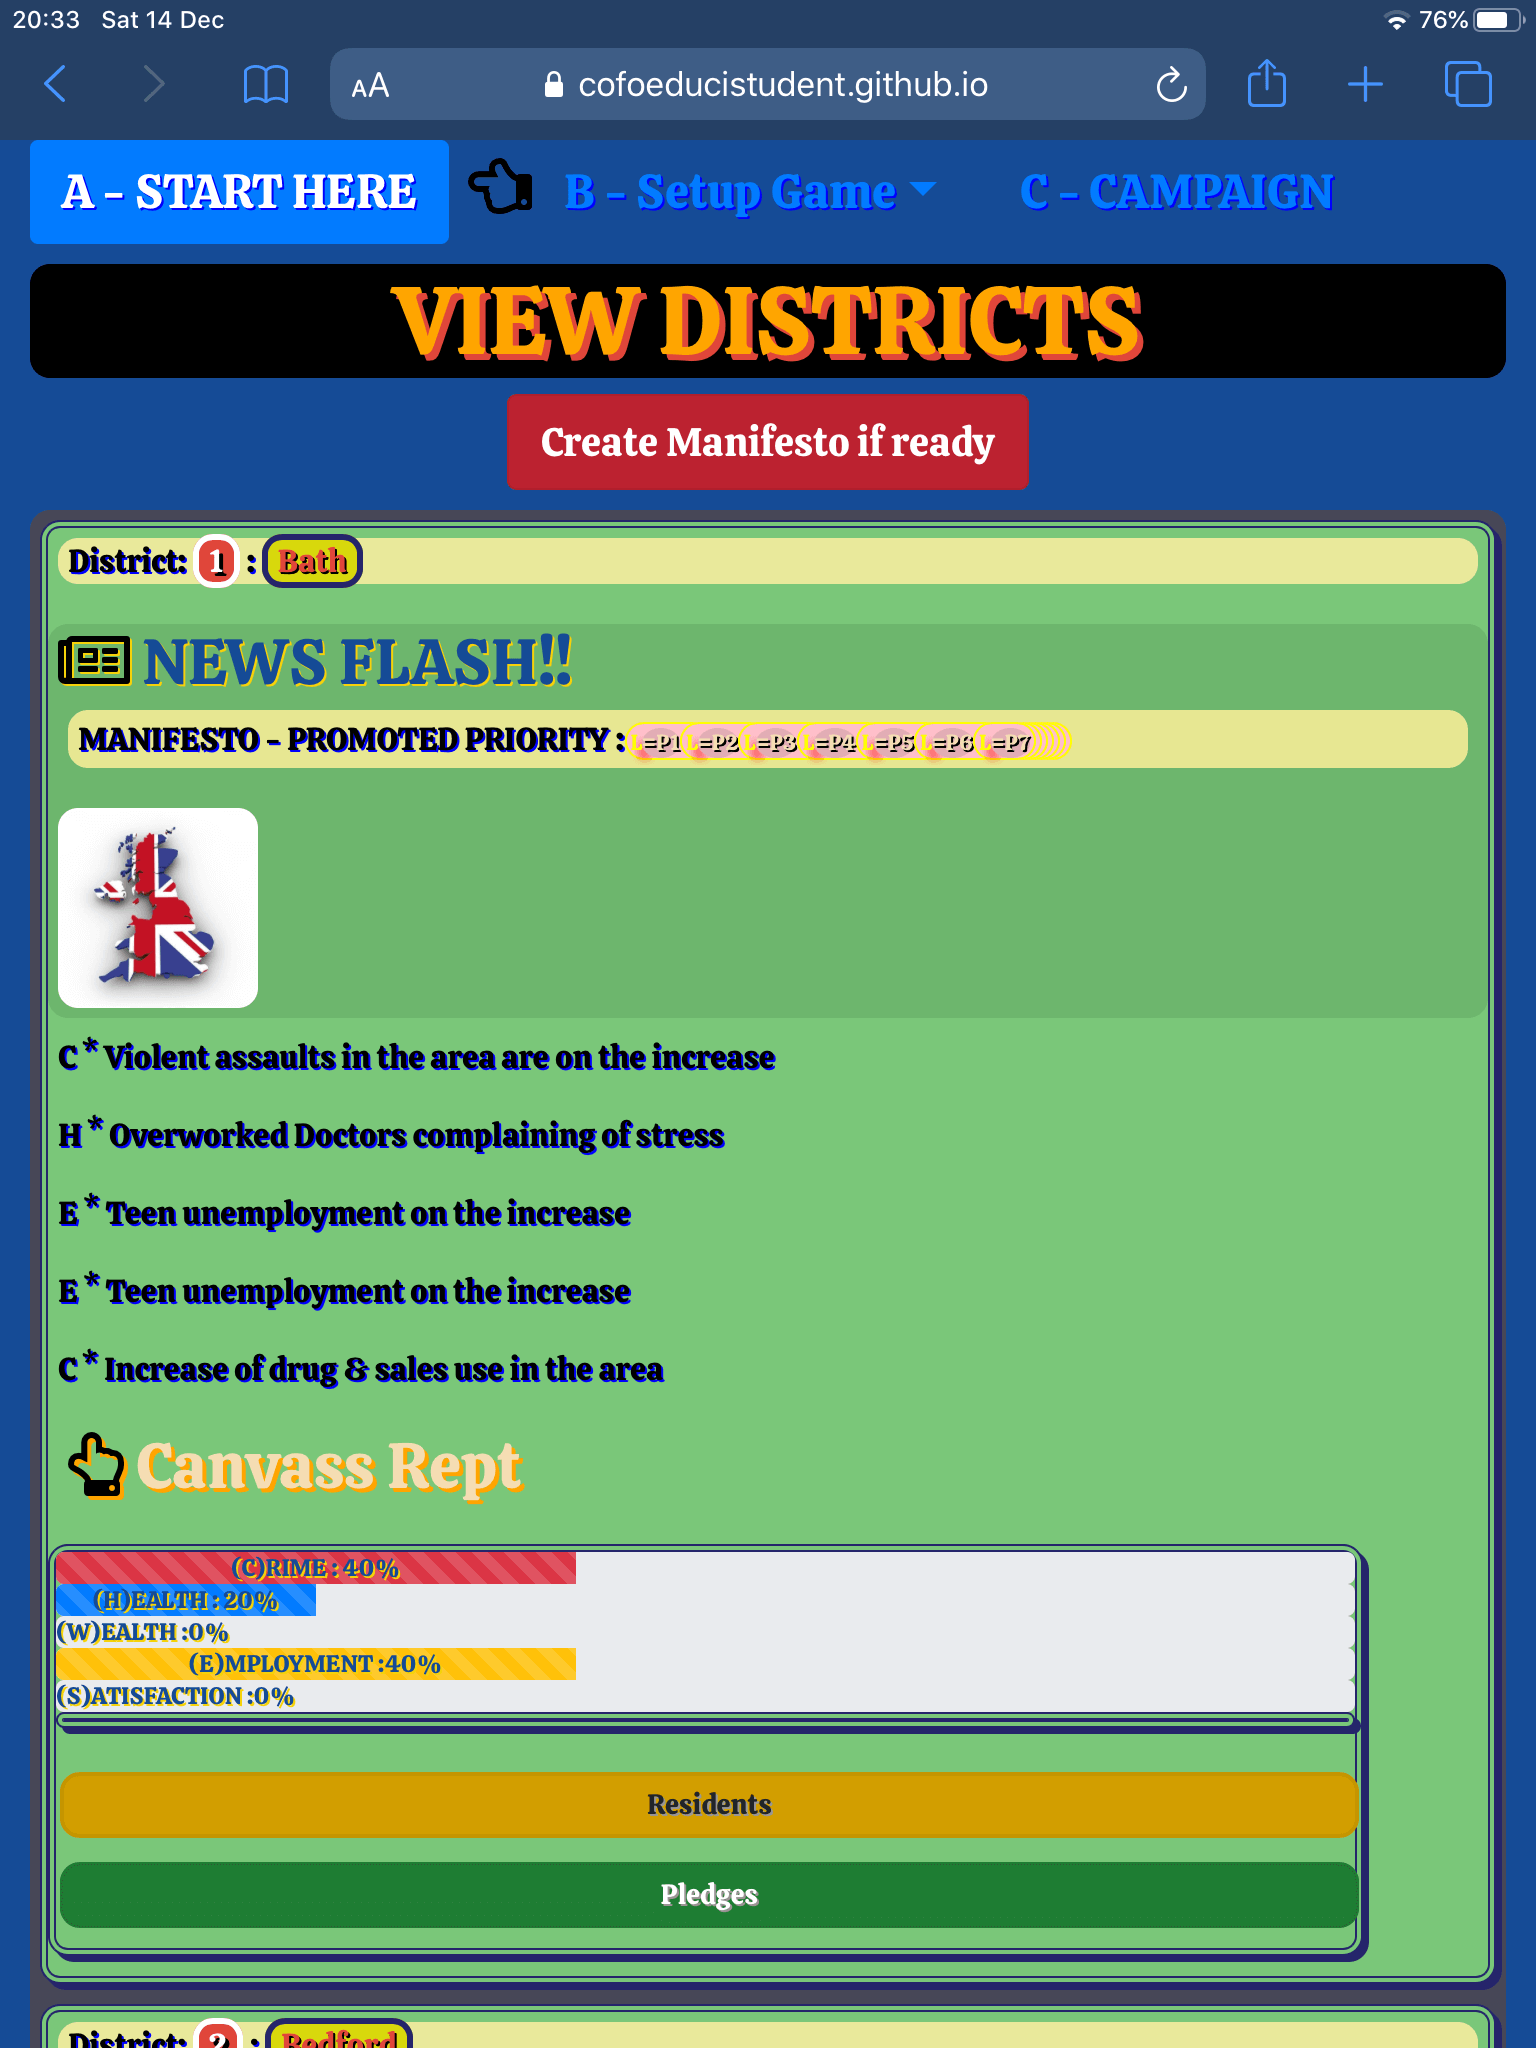 20:33 Sat 14 Dec 76%
AA cofoeducistudent.github.io
A - START HERE B - Setup Game C - CAMPAIGN
VIEW DISTRICTS
Create Manifesto if ready
District: 1 : Bath
NEWS FLASH!!
MANIFESTO - PROMOTED PRIORITY : L=P1 L=P2 L=P3 L=P4 L=P5 L=P6 L=P7
C * Violent assaults in the area are on the increase
H * Overworked Doctors complaining of stress
E * Teen unemployment on the increase
E * Teen unemployment on the increase
C * Increase of drug & sales use in the area
Canvass Rept
(C)RIME : 40%
(H)EALTH : 20%
(W)EALTH :0%
(E)MPLOYMENT :40%
(S)ATISFACTION :0%
Residents
Pledges
District: 2 : Bedford